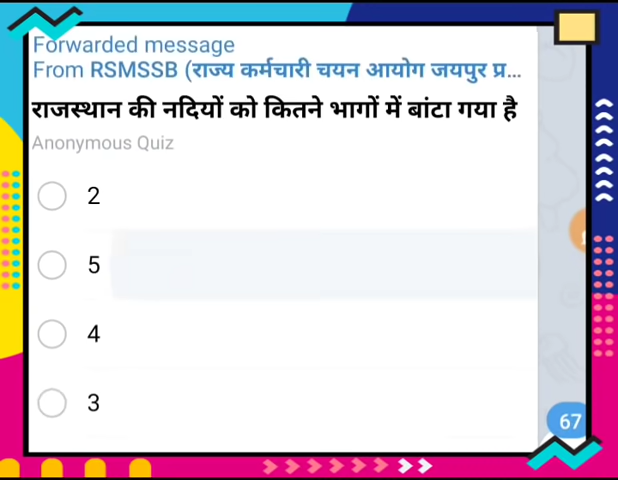 Forwarded message
From RSMSSB (राज्य कर्मचारी चयन आयोग जयपुर प्र...
राजस्थान की नदियों को कितने भागों में बांटा गया है
Anonymous Quiz
2
5
4
3
67